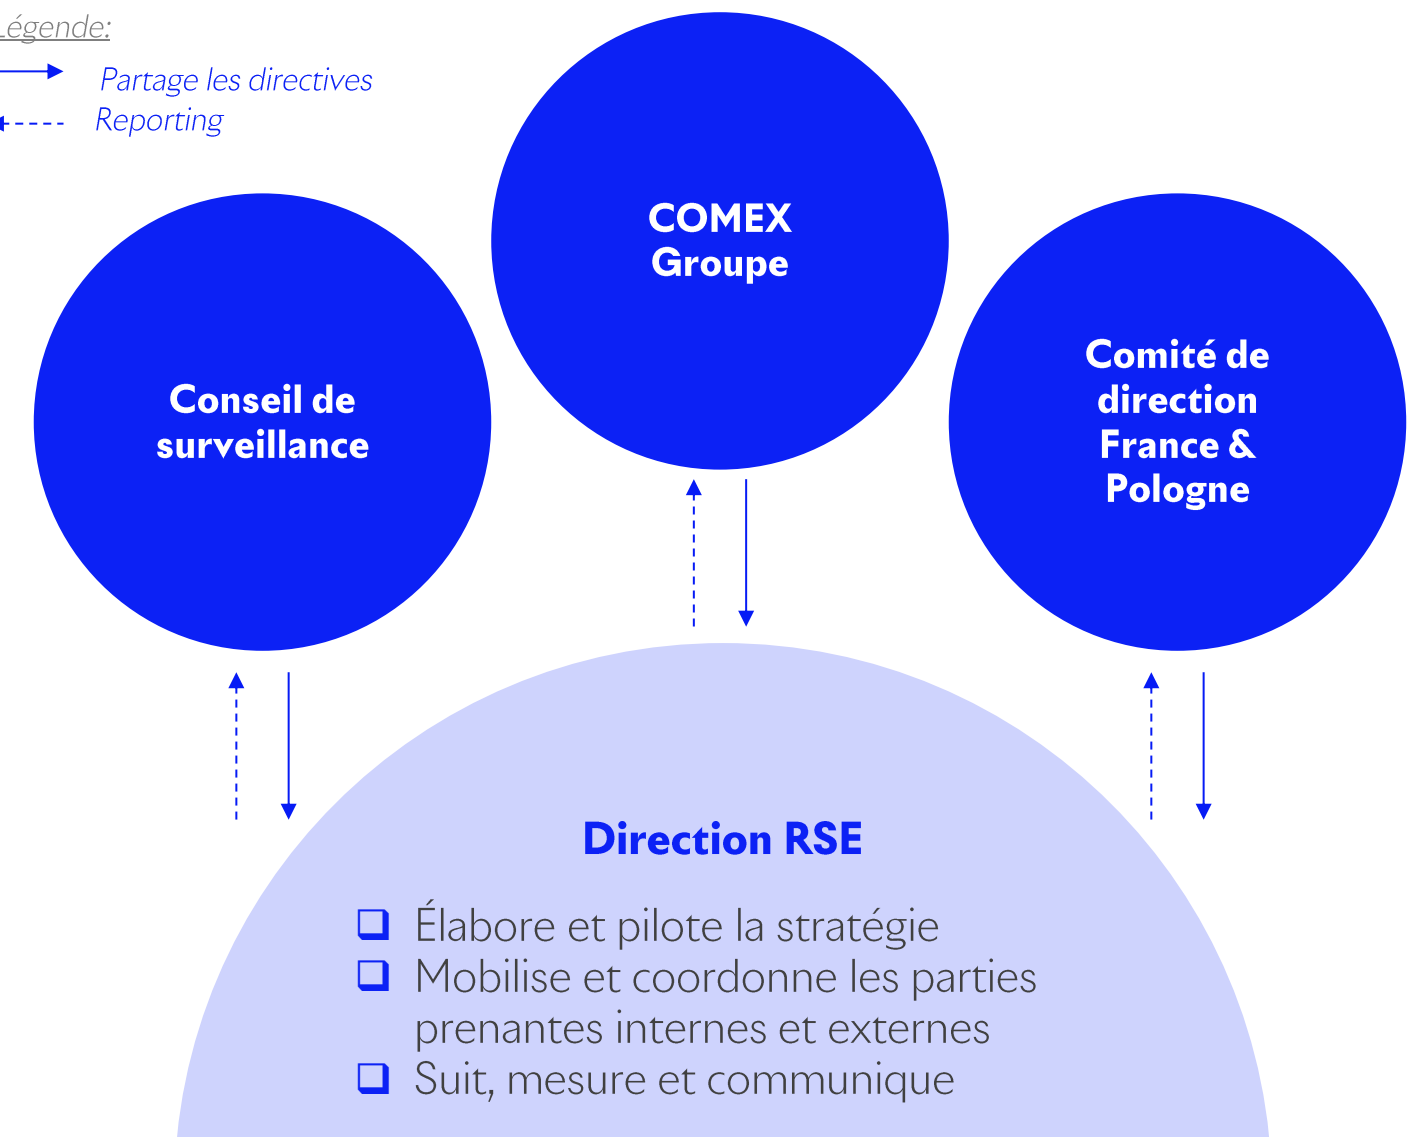 Légende:
Partage les directives
Reporting
COMEX
Groupe
Conseil de
surveillance
Comité de
direction
France &
Pologne
Direction RSE
Élabore et pilote la stratégie
Mobilise et coordonne les parties
prenantes internes et externes
Suit, mesure et communique